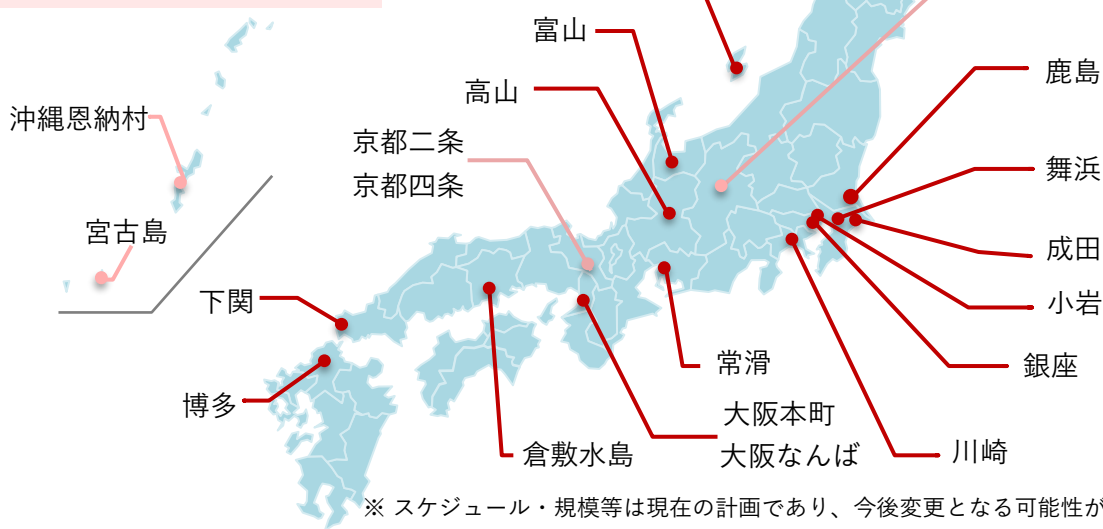 富山
鹿島
高山
沖縄恩納村
京都二条
京都四条
舞浜
宮古島
成田
下関
小岩
常滑
銀座
博多
大阪本町
大阪なんば
倉敷水島
川崎
※ スケジュール・規模等は現在の計画であり、今後変更となる可能性が